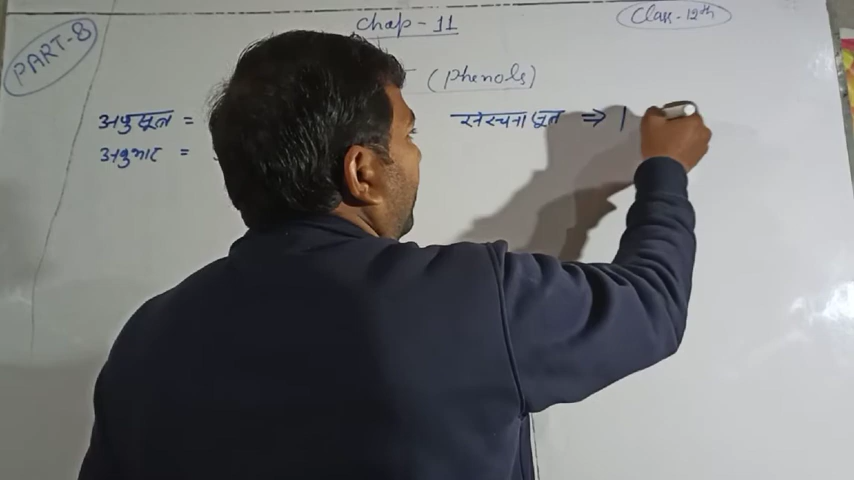 PART-8
Chap - 11
Class-12th
(Phenols)
अणुसूत्र =
संरचना सूत्र ⇒
अणुभार =